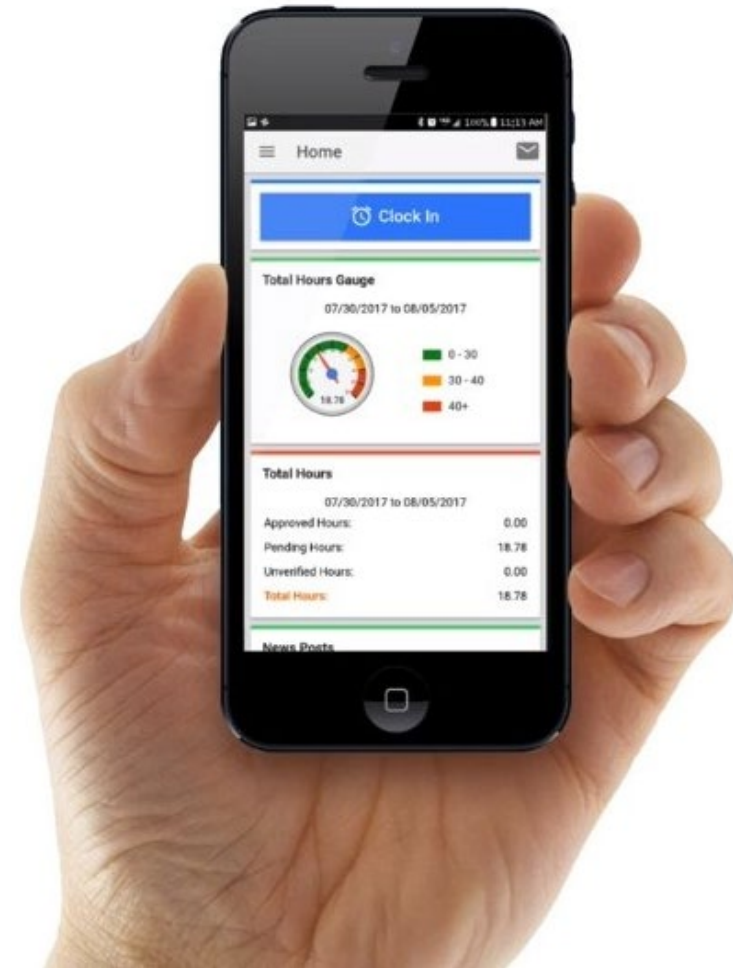 100% 11:13 AM
Home
Clock In
Total Hours Gauge
07/30/2017 to 08/05/2017
0 - 30
30 - 40
18.78
40+
Total Hours
07/30/2017 to 08/05/2017
Approved Hours: 0.00
Pending Hours: 18.78
Unverified Hours: 0.00
Total Hours: 18.78
News Posts